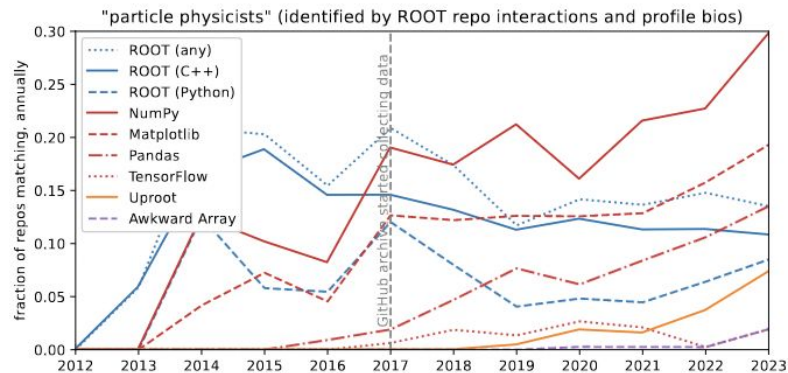 "particle physicists" (identified by ROOT repo interactions and profile bios)
fraction of repos matching, annually
0.30
0.25
0.20
0.15
0.10
0.05
0.00
ROOT (any)
ROOT (C++)
ROOT (Python)
NumPy
Matplotlib
Pandas
TensorFlow
Uproot
Awkward Array
GitHub archive started collecting data
2012 2013 2014 2015 2016 2017 2018 2019 2020 2021 2022 2023